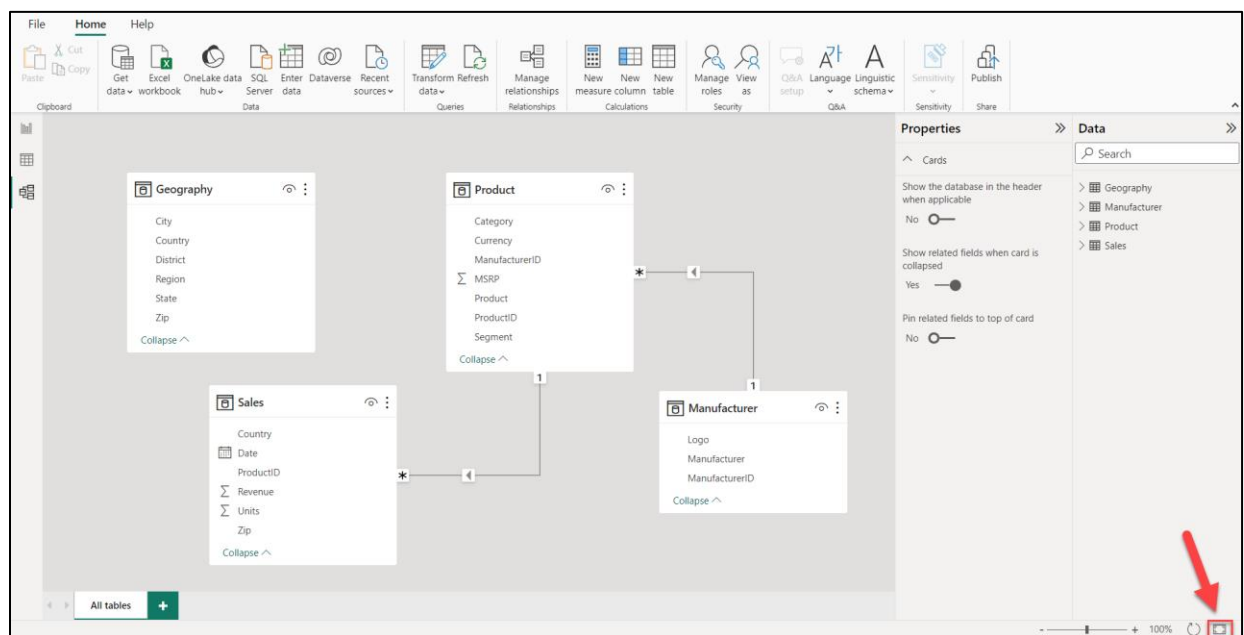 File Home Help
Cut
Copy
Paste
Get data
Excel workbook
OneLake data hub
SQL Server
Enter data
Dataverse
Recent sources
Transform data
Refresh
Manage relationships
New measure
New column
New table
Manage roles
View as
Q&A setup
Language
Linguistic schema
Sensitivity
Publish
Clipboard Data Queries Relationships Calculations Security Q&A Sensitivity Share
Geography
City
Country
District
Region
State
Zip
Collapse
Product
Category
Currency
ManufacturerID
MSRP
Product
ProductID
Segment
Collapse
*
1
1
Sales
Country
Date
ProductID
Revenue
Units
Zip
Collapse
*
Manufacturer
Logo
Manufacturer
ManufacturerID
Collapse
Properties
Cards
Show the database in the header
when applicable
No
Show related fields when card is
collapsed
Yes
Pin related fields to top of card
No
Data
Search
Geography
Manufacturer
Product
Sales
All tables +
- + 100%